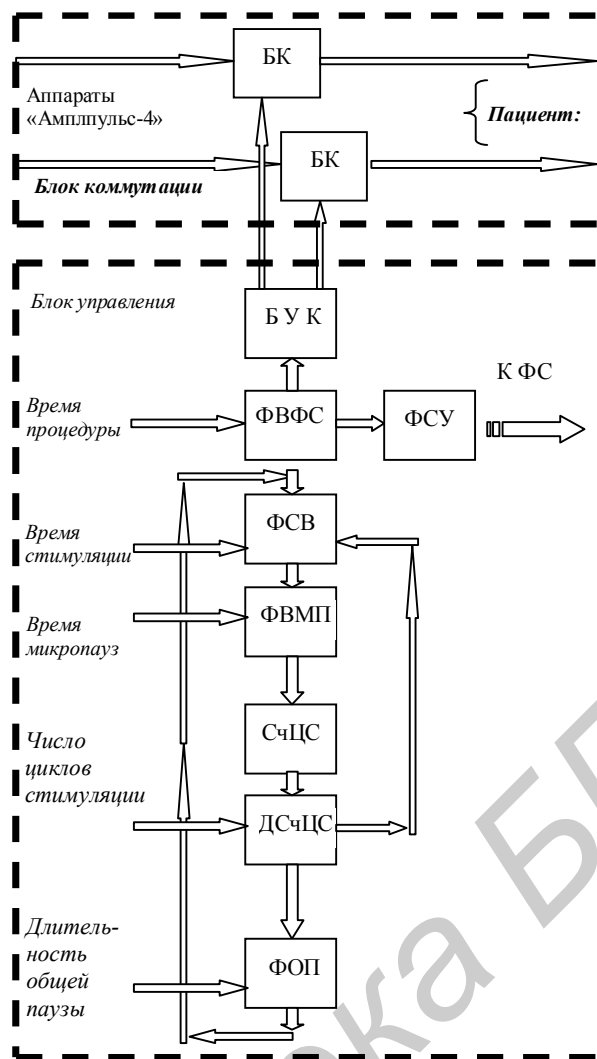 БК
Аппараты
«Амплпульс-4»
Пациент:
БК
Блок коммутации
Блок управления
Б У К
К ФС
Время
процедуры
ФВФС
ФСУ
ФСВ
Время
стимуляции
ФВМП
Время
микропауз
СчЦС
Число
циклов
стимуляции
ДСчЦС
Длитель-
ность
общей
паузы
ФОП